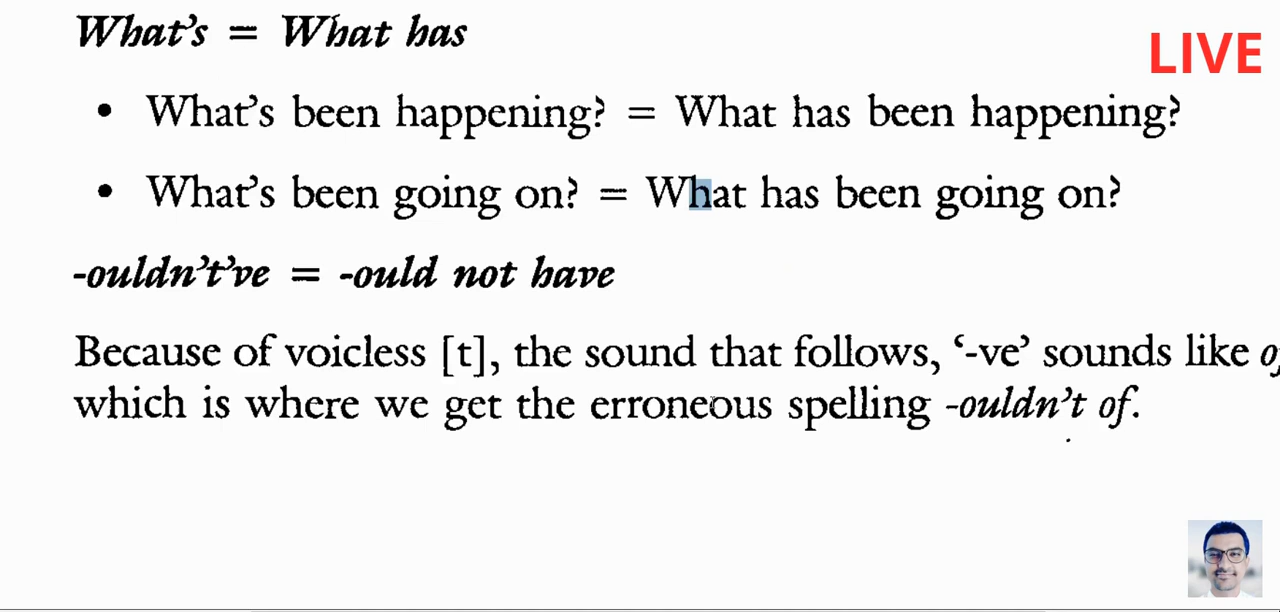 What's = What has
LIVE
• What's been happening? = What has been happening?
• What's been going on? = What has been going on?
-ouldn't've = -ould not have
Because of voicless [t], the sound that follows, ‘-ve’ sounds like
which is where we get the erroneous spelling -ouldn't of.